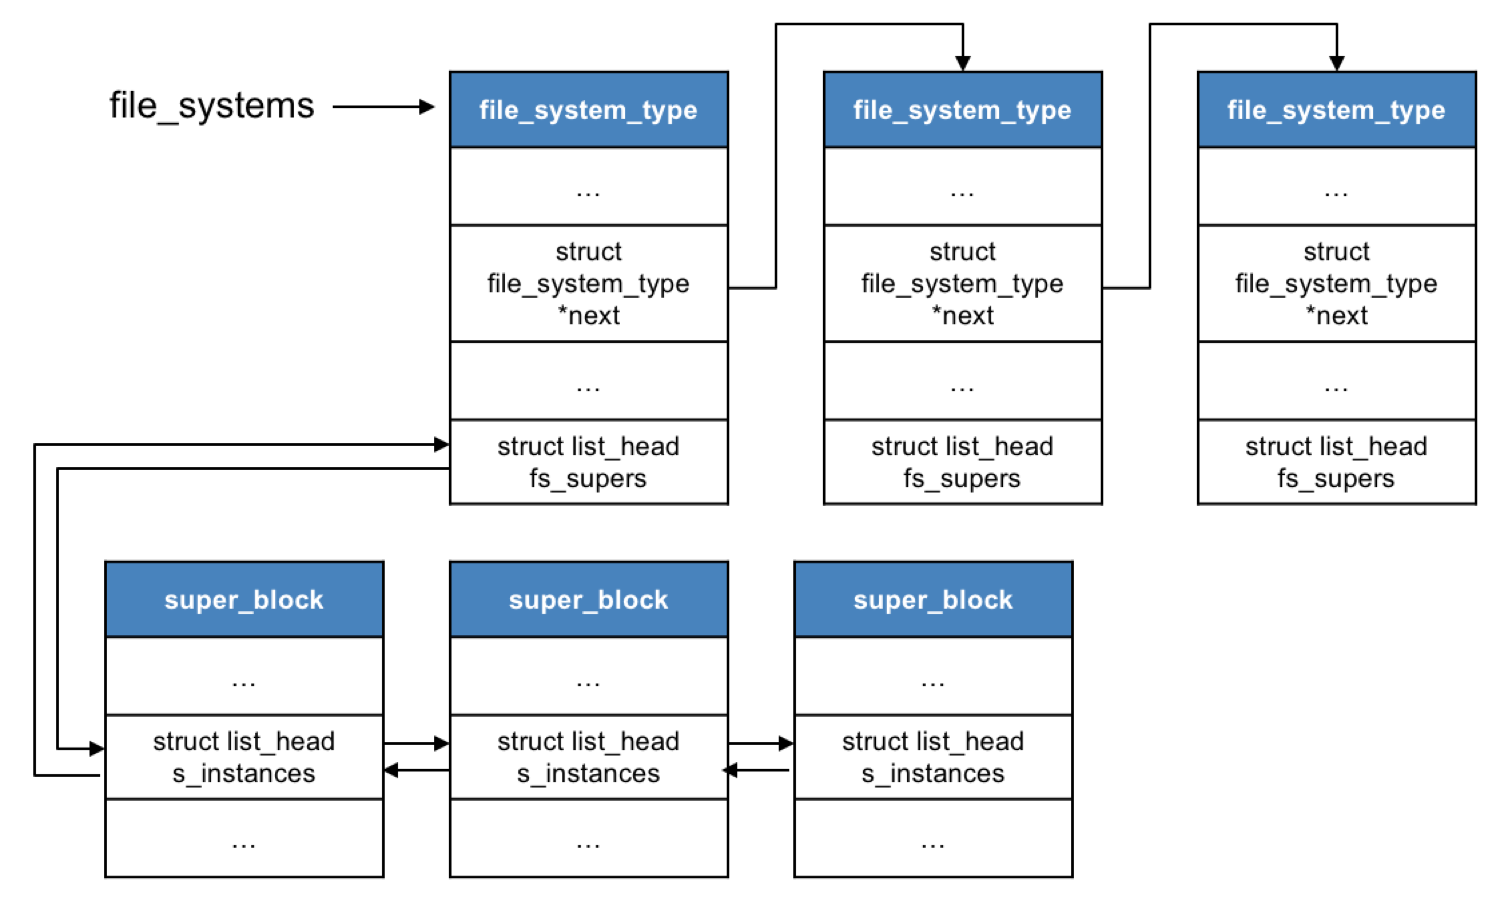 file_systems
file_system_type
...
struct
file_system_type
*next
...
struct list_head
fs_supers
file_system_type
...
struct
file_system_type
*next
...
struct list_head
fs_supers
file_system_type
...
struct
file_system_type
*next
...
struct list_head
fs_supers
super_block
...
struct list_head
s_instances
...
super_block
...
struct list_head
s_instances
...
super_block
...
struct list_head
s_instances
...